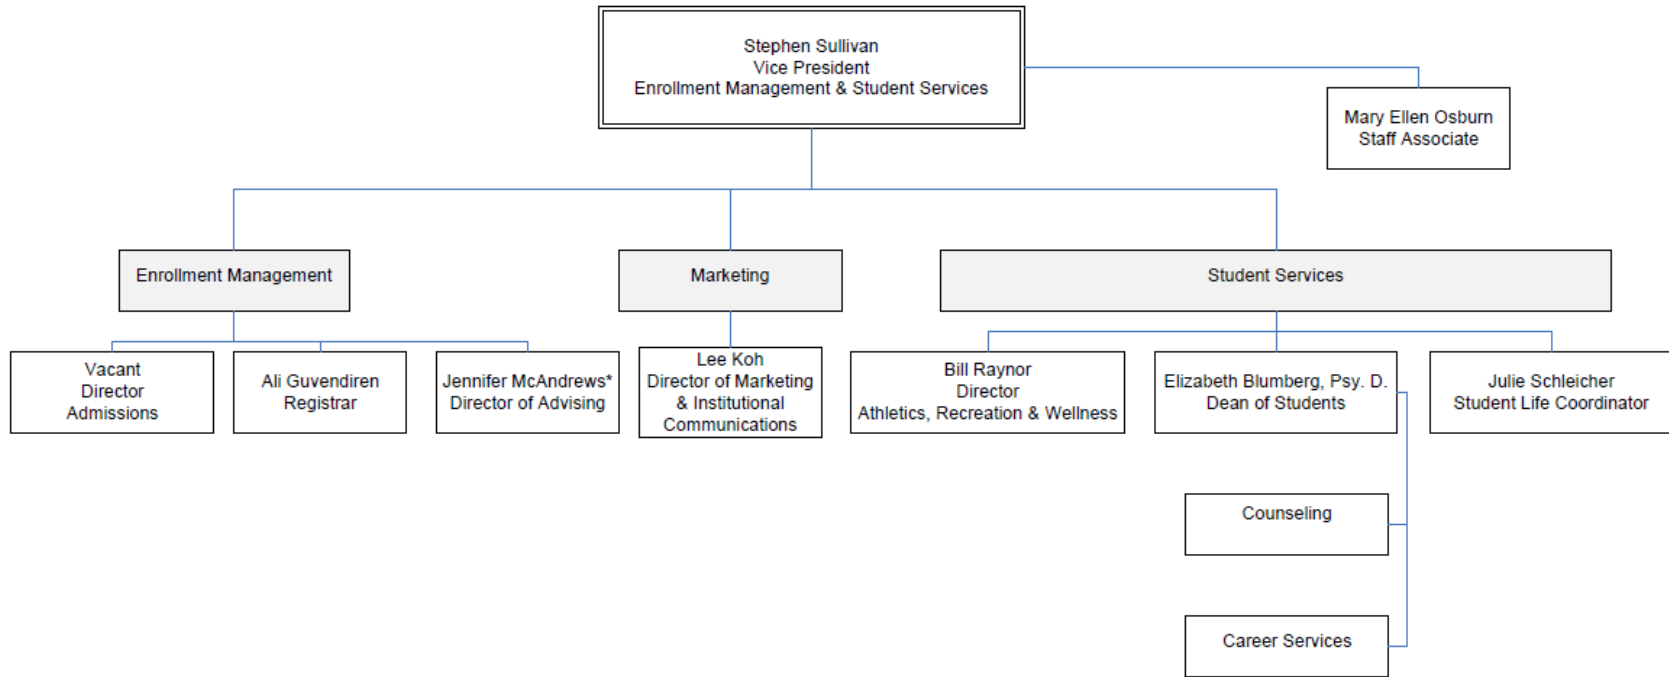 Stephen Sullivan
Vice President
Enrollment Management & Student Services
Mary Ellen Osburn
Staff Associate
Enrollment Management
Marketing
Student Services
Vacant
Director
Admissions
Ali Guvendiren
Registrar
Jennifer McAndrews*
Director of Advising
Lee Koh
Director of Marketing
& Institutional
Communications
Bill Raynor
Director
Athletics, Recreation & Wellness
Elizabeth Blumberg, Psy. D.
Dean of Students
Julie Schleicher
Student Life Coordinator
Counseling
Career Services